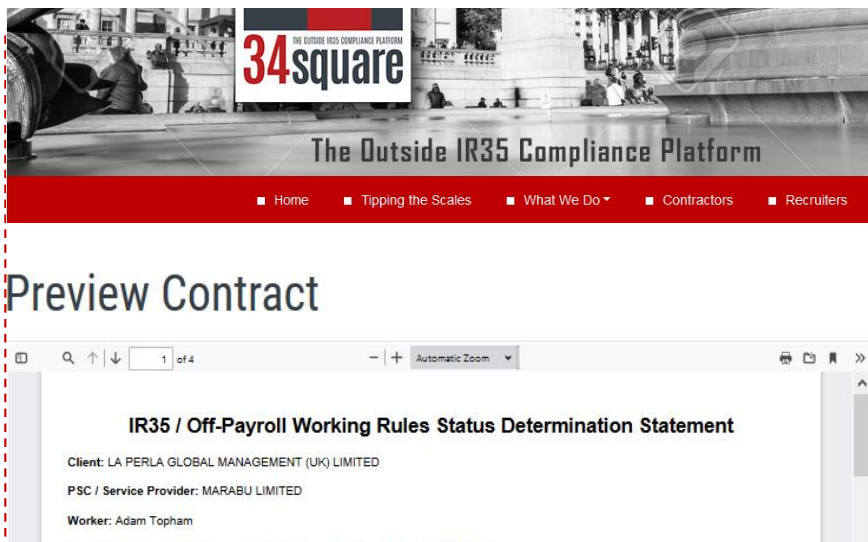 THE OUTSIDE IR35 COMPLIANCE PLATFORM
34square
The Outside IR35 Compliance Platform
Home Tipping the Scales What We Do Contractors Recruiters
Preview Contract
1 of 4 Automatic Zoom
IR35 / Off-Payroll Working Rules Status Determination Statement
Client: LA PERLA GLOBAL MANAGEMENT (UK) LIMITED
PSC / Service Provider: MARABU LIMITED
Worker: Adam Topham